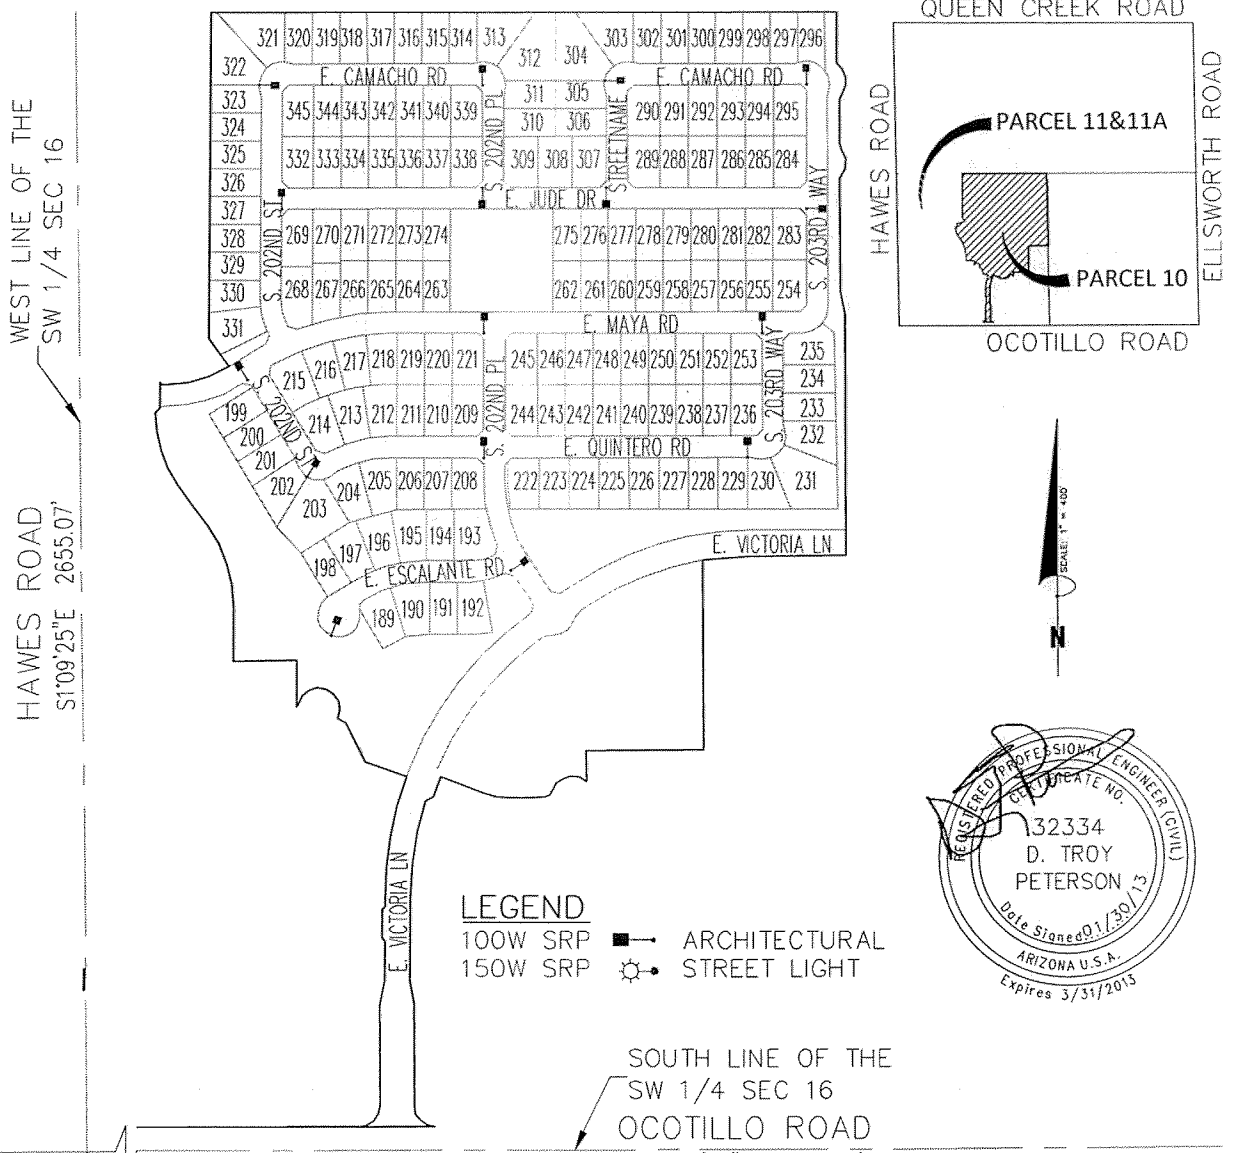 QUEEN CREEK ROAD
HAWES ROAD
ELLSWORTH ROAD
PARCEL 11&11A
PARCEL 10
OCOTILLO ROAD
WEST LINE OF THE
SW 1/4 SEC 16
HAWES ROAD
S1°09'25"E 2655.07'
321 320 319 318 317 316 315 314 313
312 304
303 302 301 300 299 298 297 296
322
E. CAMACHO RD
E. CAMACHO RD
323
324
325
326
327
328
329
330
331
311 305
310 306
309 308 307
345 344 343 342 341 340 339
290 291 292 293 294 295
332 333 334 335 336 337 338
289 288 287 286 285 284
S. 202ND PL
STREETNAME
S. 203RD WAY
E. JUDE DR
S. 202ND ST
269 270 271 272 273 274
275 276 277 278 279 280 281 282 283
268 267 266 265 264 263
262 261 260 259 258 257 256 255 254
E. MAYA RD
215 216 217 218 219 220 221
245 246 247 248 249 250 251 252 253
235
234
233
232
S. 202ND ST
S. 202ND PL
S. 203RD WAY
214 213 212 211 210 209
244 243 242 241 240 239 238 237 236
199
200
201
202
E. QUINTERO RD
203 204 205 206 207 208
222 223 224 225 226 227 228 229 230 231
198 197 196 195 194 193
E. VICTORIA LN
E. ESCALANTE RD
189 190 191 192
SCALE: 1" = 400'
N
REGISTERED PROFESSIONAL ENGINEER (CIVIL)
CERTIFICATE NO.
32334
D. TROY
PETERSON
Date Signed 01/30/13
ARIZONA U.S.A.
Expires 3/31/2013
E. VICTORIA LN
LEGEND
100W SRP ARCHITECTURAL
150W SRP STREET LIGHT
SOUTH LINE OF THE
SW 1/4 SEC 16
OCOTILLO ROAD